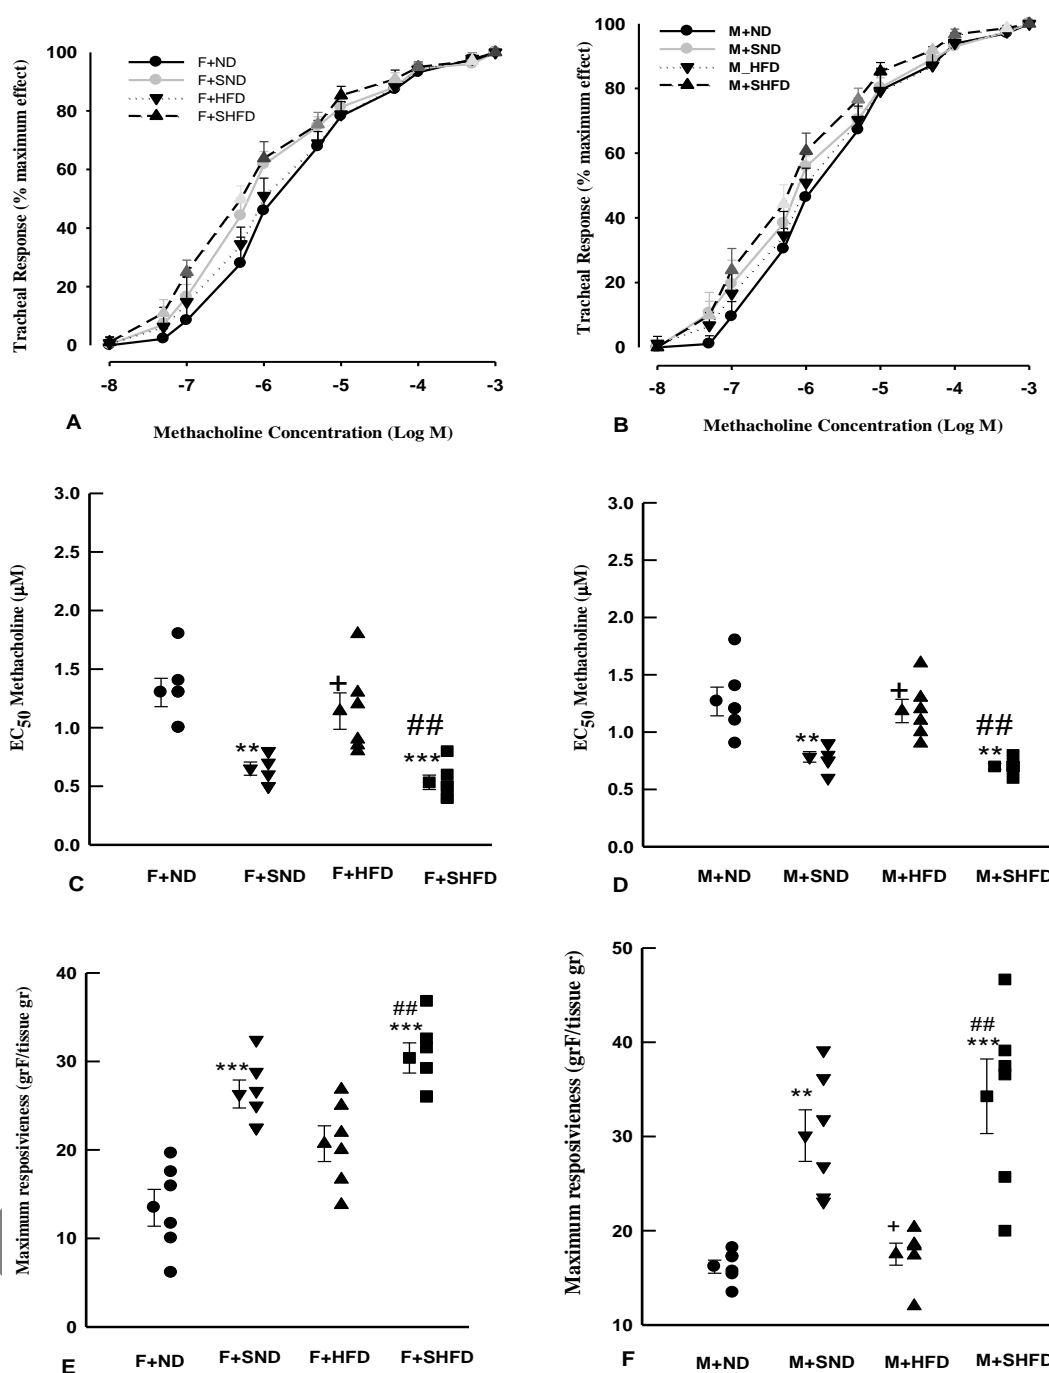 100
80
60
40
20
0
Tracheal Response (% maximum effect)
F+ND
F+SND
F+HFD
F+SHFD
-8 -7 -6 -5 -4 -3
A
Methacholine Concentration (Log M)
100
80
60
40
20
0
Tracheal Response (% maximum effect)
M+ND
M+SND
M_HFD
M+SHFD
-8 -7 -6 -5 -4 -3
B
Methacholine Concentration (Log M)
3.0
2.5
2.0
1.5
1.0
0.5
0.0
EC50 Methacholine (µM)
**
+
##
***
F+ND F+SND F+HFD F+SHFD
C
3.0
2.5
2.0
1.5
1.0
0.5
0.0
EC50 Methacholine (µM)
**
+
##
**
M+ND M+SND M+HFD M+SHFD
D
40
30
20
10
0
Maximum resposivieness (grF/tissue gr)
***
##
***
F+ND F+SND F+HFD F+SHFD
E
50
40
30
20
10
Maximum resposivieness (grF/tissue gr)
**
+
##
***
M+ND M+SND M+HFD M+SHFD
F